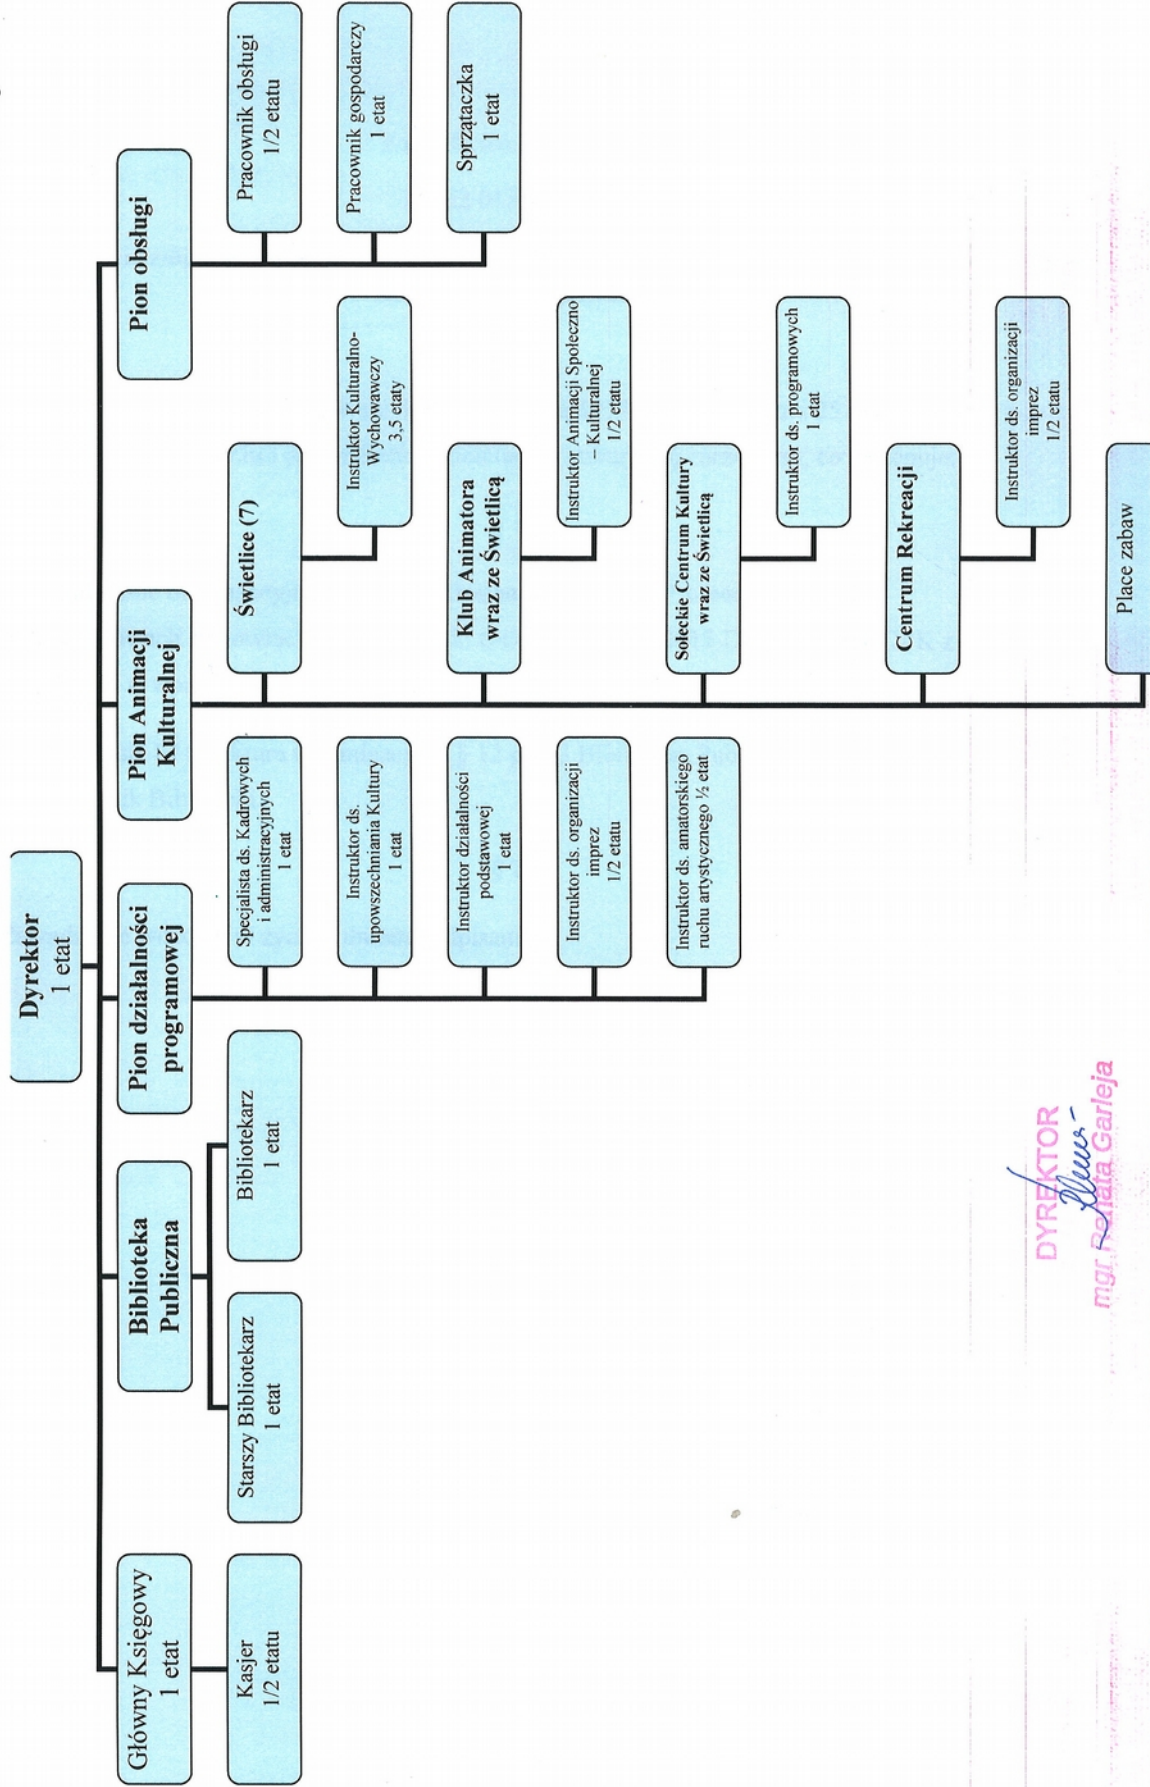 Dyrektor
1 etat
Główny Księgowy
1 etat
Kasjer
1/2 etatu
Biblioteka
Publiczna
Starszy Bibliotekarz
1 etat
Bibliotekarz
1 etat
Pion działalności
programowej
Specjalista ds. Kadrowych
i administracyjnych
1 etat
Instruktor ds.
upowszechniania Kultury
1 etat
Instruktor działalności
podstawowej
1 etat
Instruktor ds. organizacji
imprez
1/2 etatu
Instruktor ds. amatorskiego
ruchu artystycznego ½ etat
Pion Animacji
Kulturalnej
Świetlice (7)
Instruktor Kulturalno-
Wychowawczy
3,5 etaty
Klub Animatora
wraz ze Świetlicą
Instruktor Animacji Społeczno
– Kulturalnej
1/2 etatu
Sołeckie Centrum Kultury
wraz ze Świetlicą
Instruktor ds. programowych
1 etat
Centrum Rekreacji
Instruktor ds. organizacji
imprez
1/2 etatu
Place zabaw
Pion obsługi
Pracownik obsługi
1/2 etatu
Pracownik gospodarczy
1 etat
Sprzątaczka
1 etat
DYREKTOR
mgr Renata Garleja